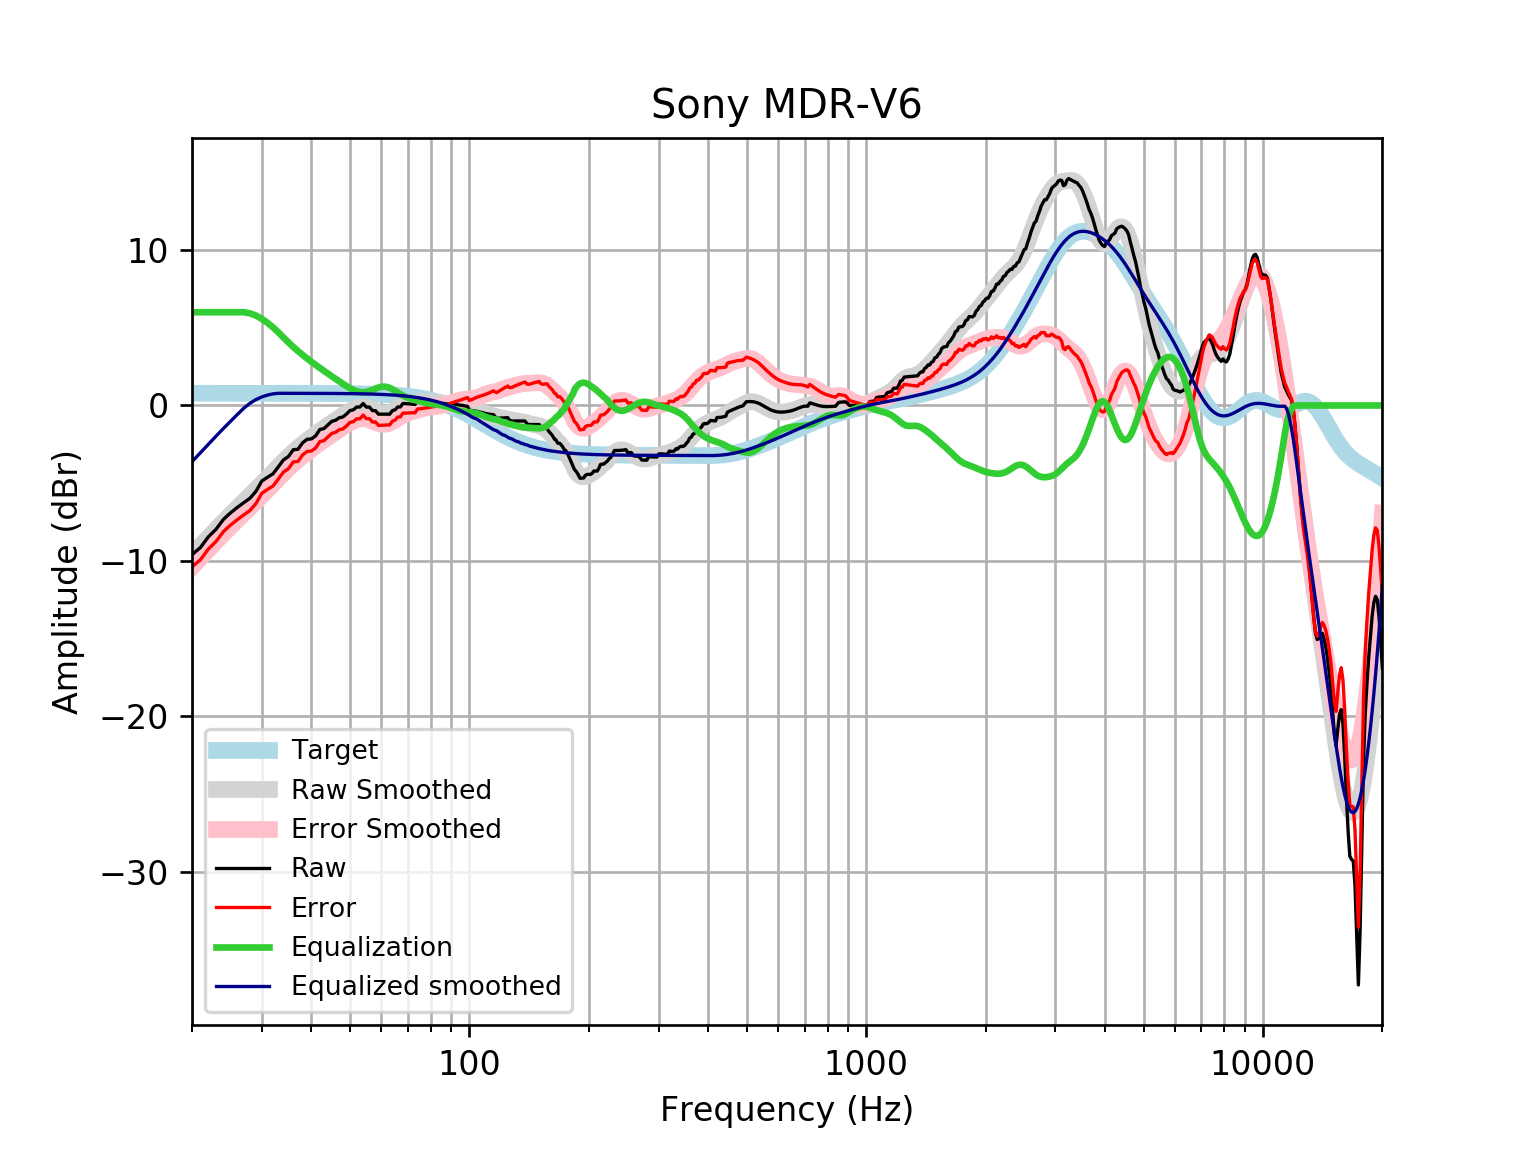 Sony MDR-V6
Amplitude (dBr)
10
0
−10
−20
−30
Target
Raw Smoothed
Error Smoothed
Raw
Error
Equalization
Equalized smoothed
100
1000
10000
Frequency (Hz)